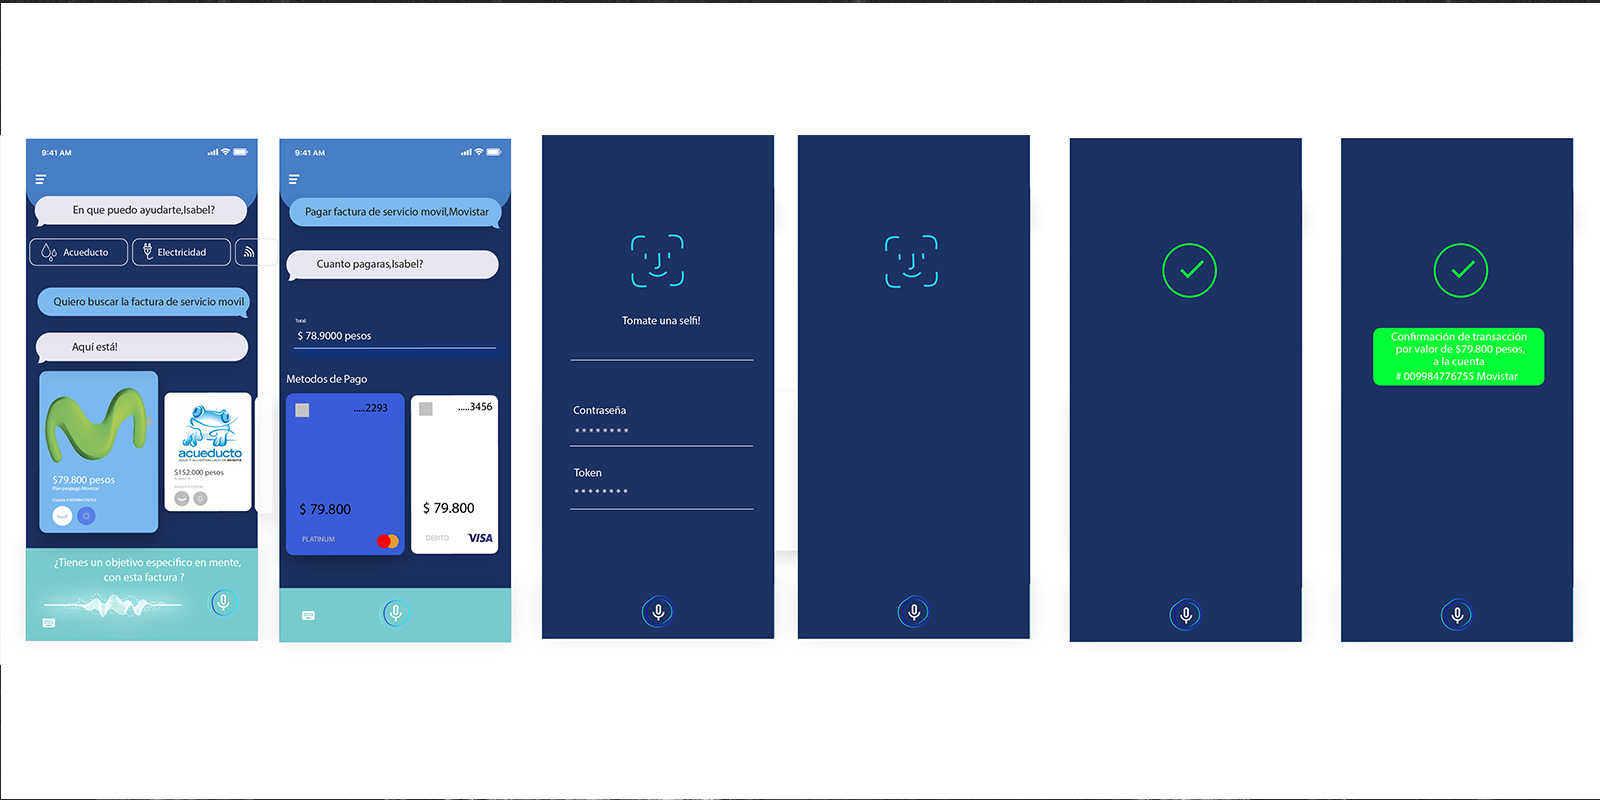 9:41 AM
En que puedo ayudarte,Isabel?
Acueducto
Electricidad
Quiero buscar la factura de servicio movil
Aquí está!
$79.800 pesos
Plan prepago Movistar
Cuenta # 009984776755
acueducto
AGUA Y ALCANTARILLADO DE BOGOTÁ
$152.000 pesos
¿Tienes un objetivo especifico en mente,
con esta factura ?
9:41 AM
Pagar factura de servicio movil,Movistar
Cuanto pagaras,Isabel?
Total:
$ 78.9000 pesos
Metodos de Pago
.....2293
$ 79.800
PLATINUM
.....3456
$ 79.800
DEBITO
VISA
Tomate una selfi!
Contraseña
********
Token
********
Confirmación de transacción
por valor de $79.800 pesos,
a la cuenta
# 009984776755 Movistar